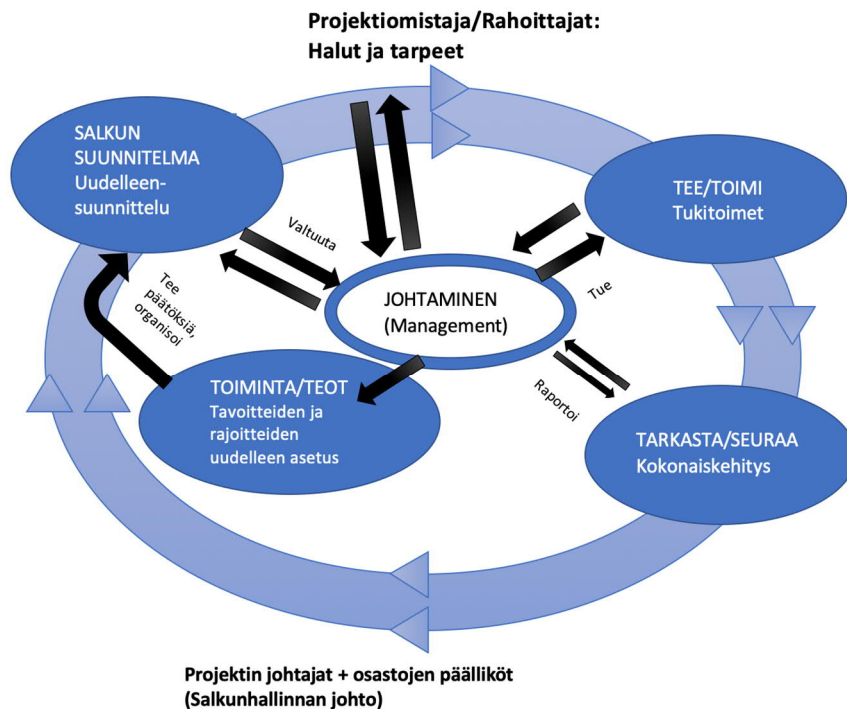 Projektiomistaja/Rahoittajat:
Halut ja tarpeet
SALKUN
SUUNNITELMA
Uudelleen-
suunnittelu
TEE/TOIMI
Tukitoimet
Valtuuta
Tee
päätöksiä,
organisoi
JOHTAMINEN
(Management)
Tue
TOIMINTA/TEOT
Tavoitteiden ja
rajoitteiden
uudelleen asetus
Raportoi
TARKASTA/SEURAA
Kokonaiskehitys
Projektin johtajat + osastojen päälliköt
(Salkunhallinnan johto)